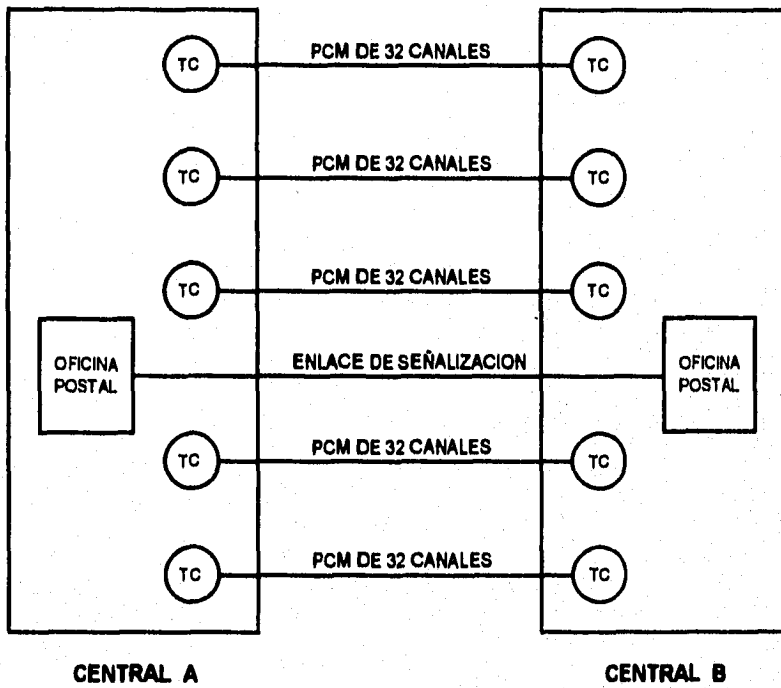 TC PCM DE 32 CANALES TC
TC PCM DE 32 CANALES TC
TC PCM DE 32 CANALES TC
OFICINA
POSTAL
ENLACE DE SEÑALIZACION
OFICINA
POSTAL
TC PCM DE 32 CANALES TC
TC PCM DE 32 CANALES TC
CENTRAL A
CENTRAL B